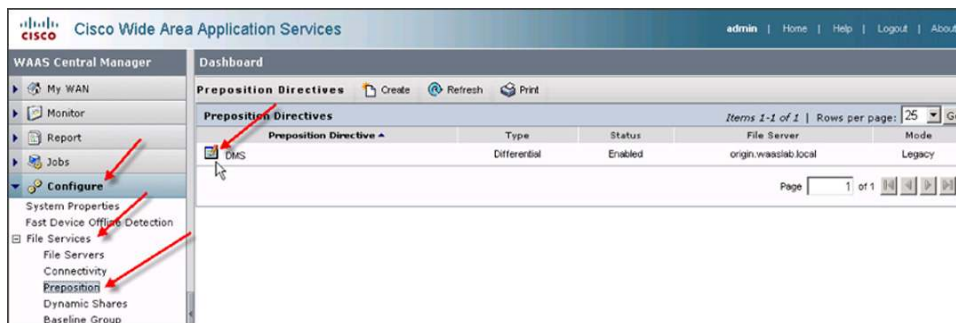 CISCO Cisco Wide Area Application Services
admin | Home | Help | Logout | About
WAAS Central Manager
Dashboard
My WAN
Monitor
Report
Jobs
Configure
System Properties
Fast Device Offline Detection
File Services
File Servers
Connectivity
Preposition
Dynamic Shares
Baseline Group
Preposition Directives Create Refresh Print
Preposition Directives Items 1-1 of 1 | Rows per page: 25 Go
Preposition Directive Type Status File Server Mode
DMS Differential Enabled origin.waaslab.local Legacy
Page 1 of 1